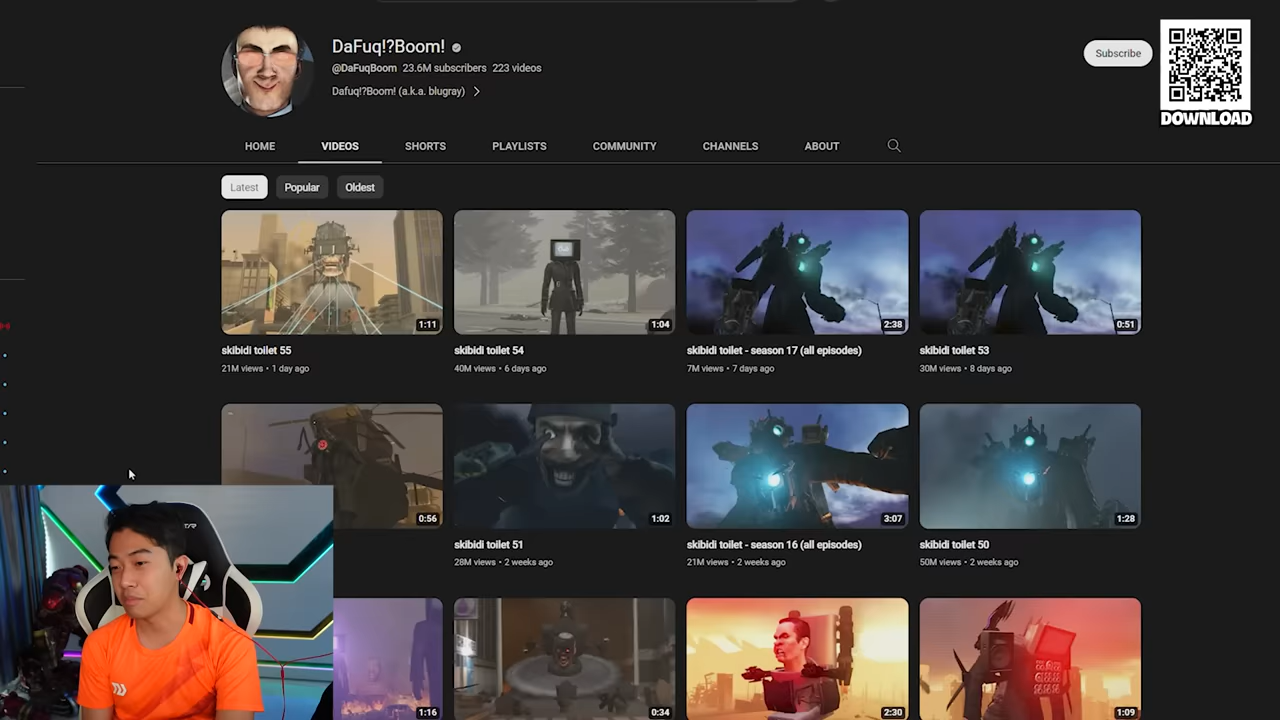 DaFuq!?Boom!
@DaFuqBoom 23.6M subscribers 223 videos
Dafuq!?Boom! (a.k.a. blugray)
Subscribe
DOWNLOAD
HOME VIDEOS SHORTS PLAYLISTS COMMUNITY CHANNELS ABOUT
Latest Popular Oldest
1:11 1:04 2:38 0:51
skibidi toilet 55 skibidi toilet 54 skibidi toilet - season 17 (all episodes) skibidi toilet 53
21M views • 1 day ago 40M views • 6 days ago 7M views • 7 days ago 30M views • 8 days ago
0:56 1:02 3:07 1:28
skibidi toilet 51 skibidi toilet - season 16 (all episodes) skibidi toilet 50
28M views • 2 weeks ago 21M views • 2 weeks ago 50M views • 2 weeks ago
1:16 0:34 2:30 1:09